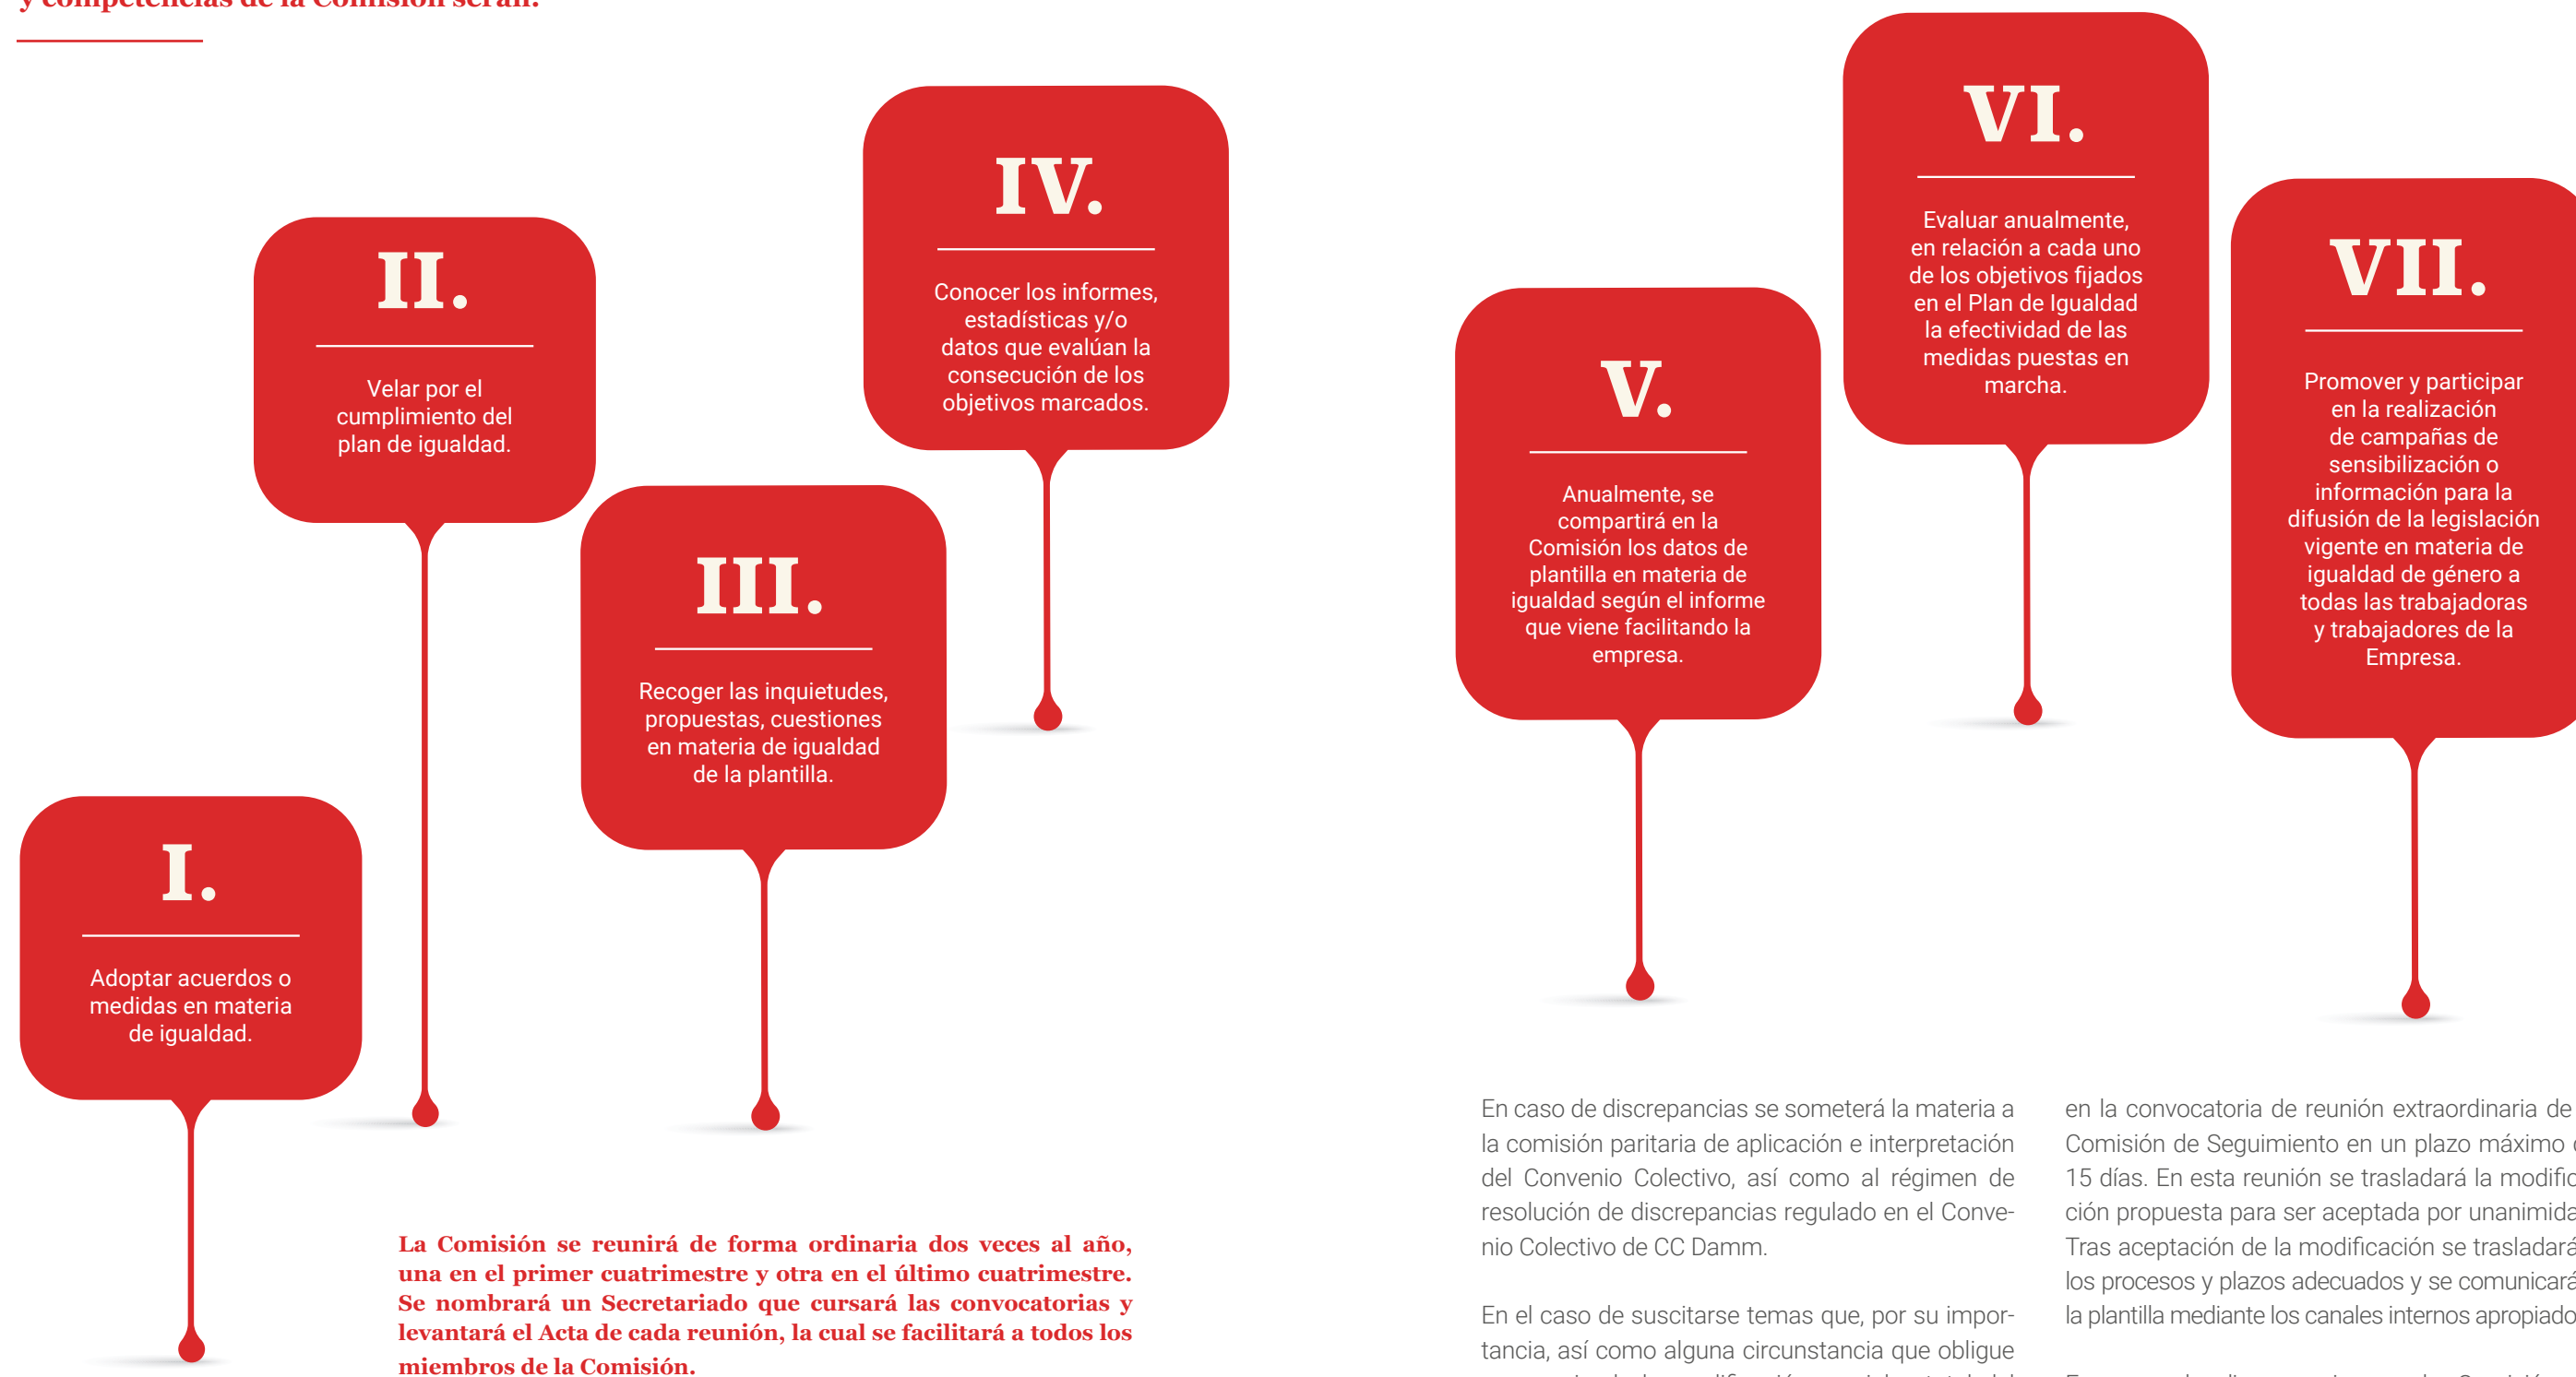 y competencias de la Comisión serán:
I.
Adoptar acuerdos o
medidas en materia
de igualdad.
II.
Velar por el
cumplimiento del
plan de igualdad.
III.
Recoger las inquietudes,
propuestas, cuestiones
en materia de igualdad
de la plantilla.
IV.
Conocer los informes,
estadísticas y/o
datos que evalúan la
consecución de los
objetivos marcados.
La Comisión se reunirá de forma ordinaria dos veces al año,
una en el primer cuatrimestre y otra en el último cuatrimestre.
Se nombrará un Secretariado que cursará las convocatorias y
levantará el Acta de cada reunión, la cual se facilitará a todos los
miembros de la Comisión.
V.
Anualmente, se
compartirá en la
Comisión los datos de
plantilla en materia de
igualdad según el informe
que viene facilitando la
empresa.
VI.
Evaluar anualmente,
en relación a cada uno
de los objetivos fijados
en el Plan de Igualdad
la efectividad de las
medidas puestas en
marcha.
VII.
Promover y participar
en la realización
de campañas de
sensibilización o
información para la
difusión de la legislación
vigente en materia de
igualdad de género a
todas las trabajadoras
y trabajadores de la
Empresa.
En caso de discrepancias se someterá la materia a
la comisión paritaria de aplicación e interpretación
del Convenio Colectivo, así como al régimen de
resolución de discrepancias regulado en el Conve-
nio Colectivo de CC Damm.
En el caso de suscitarse temas que, por su impor-
tancia, así como alguna circunstancia que obligue
en la convocatoria de reunión extraordinaria de
Comisión de Seguimiento en un plazo máximo
15 días. En esta reunión se trasladará la modific
ción propuesta para ser aceptada por unanimida
Tras aceptación de la modificación se trasladará
los procesos y plazos adecuados y se comunicará
la plantilla mediante los canales internos apropiado